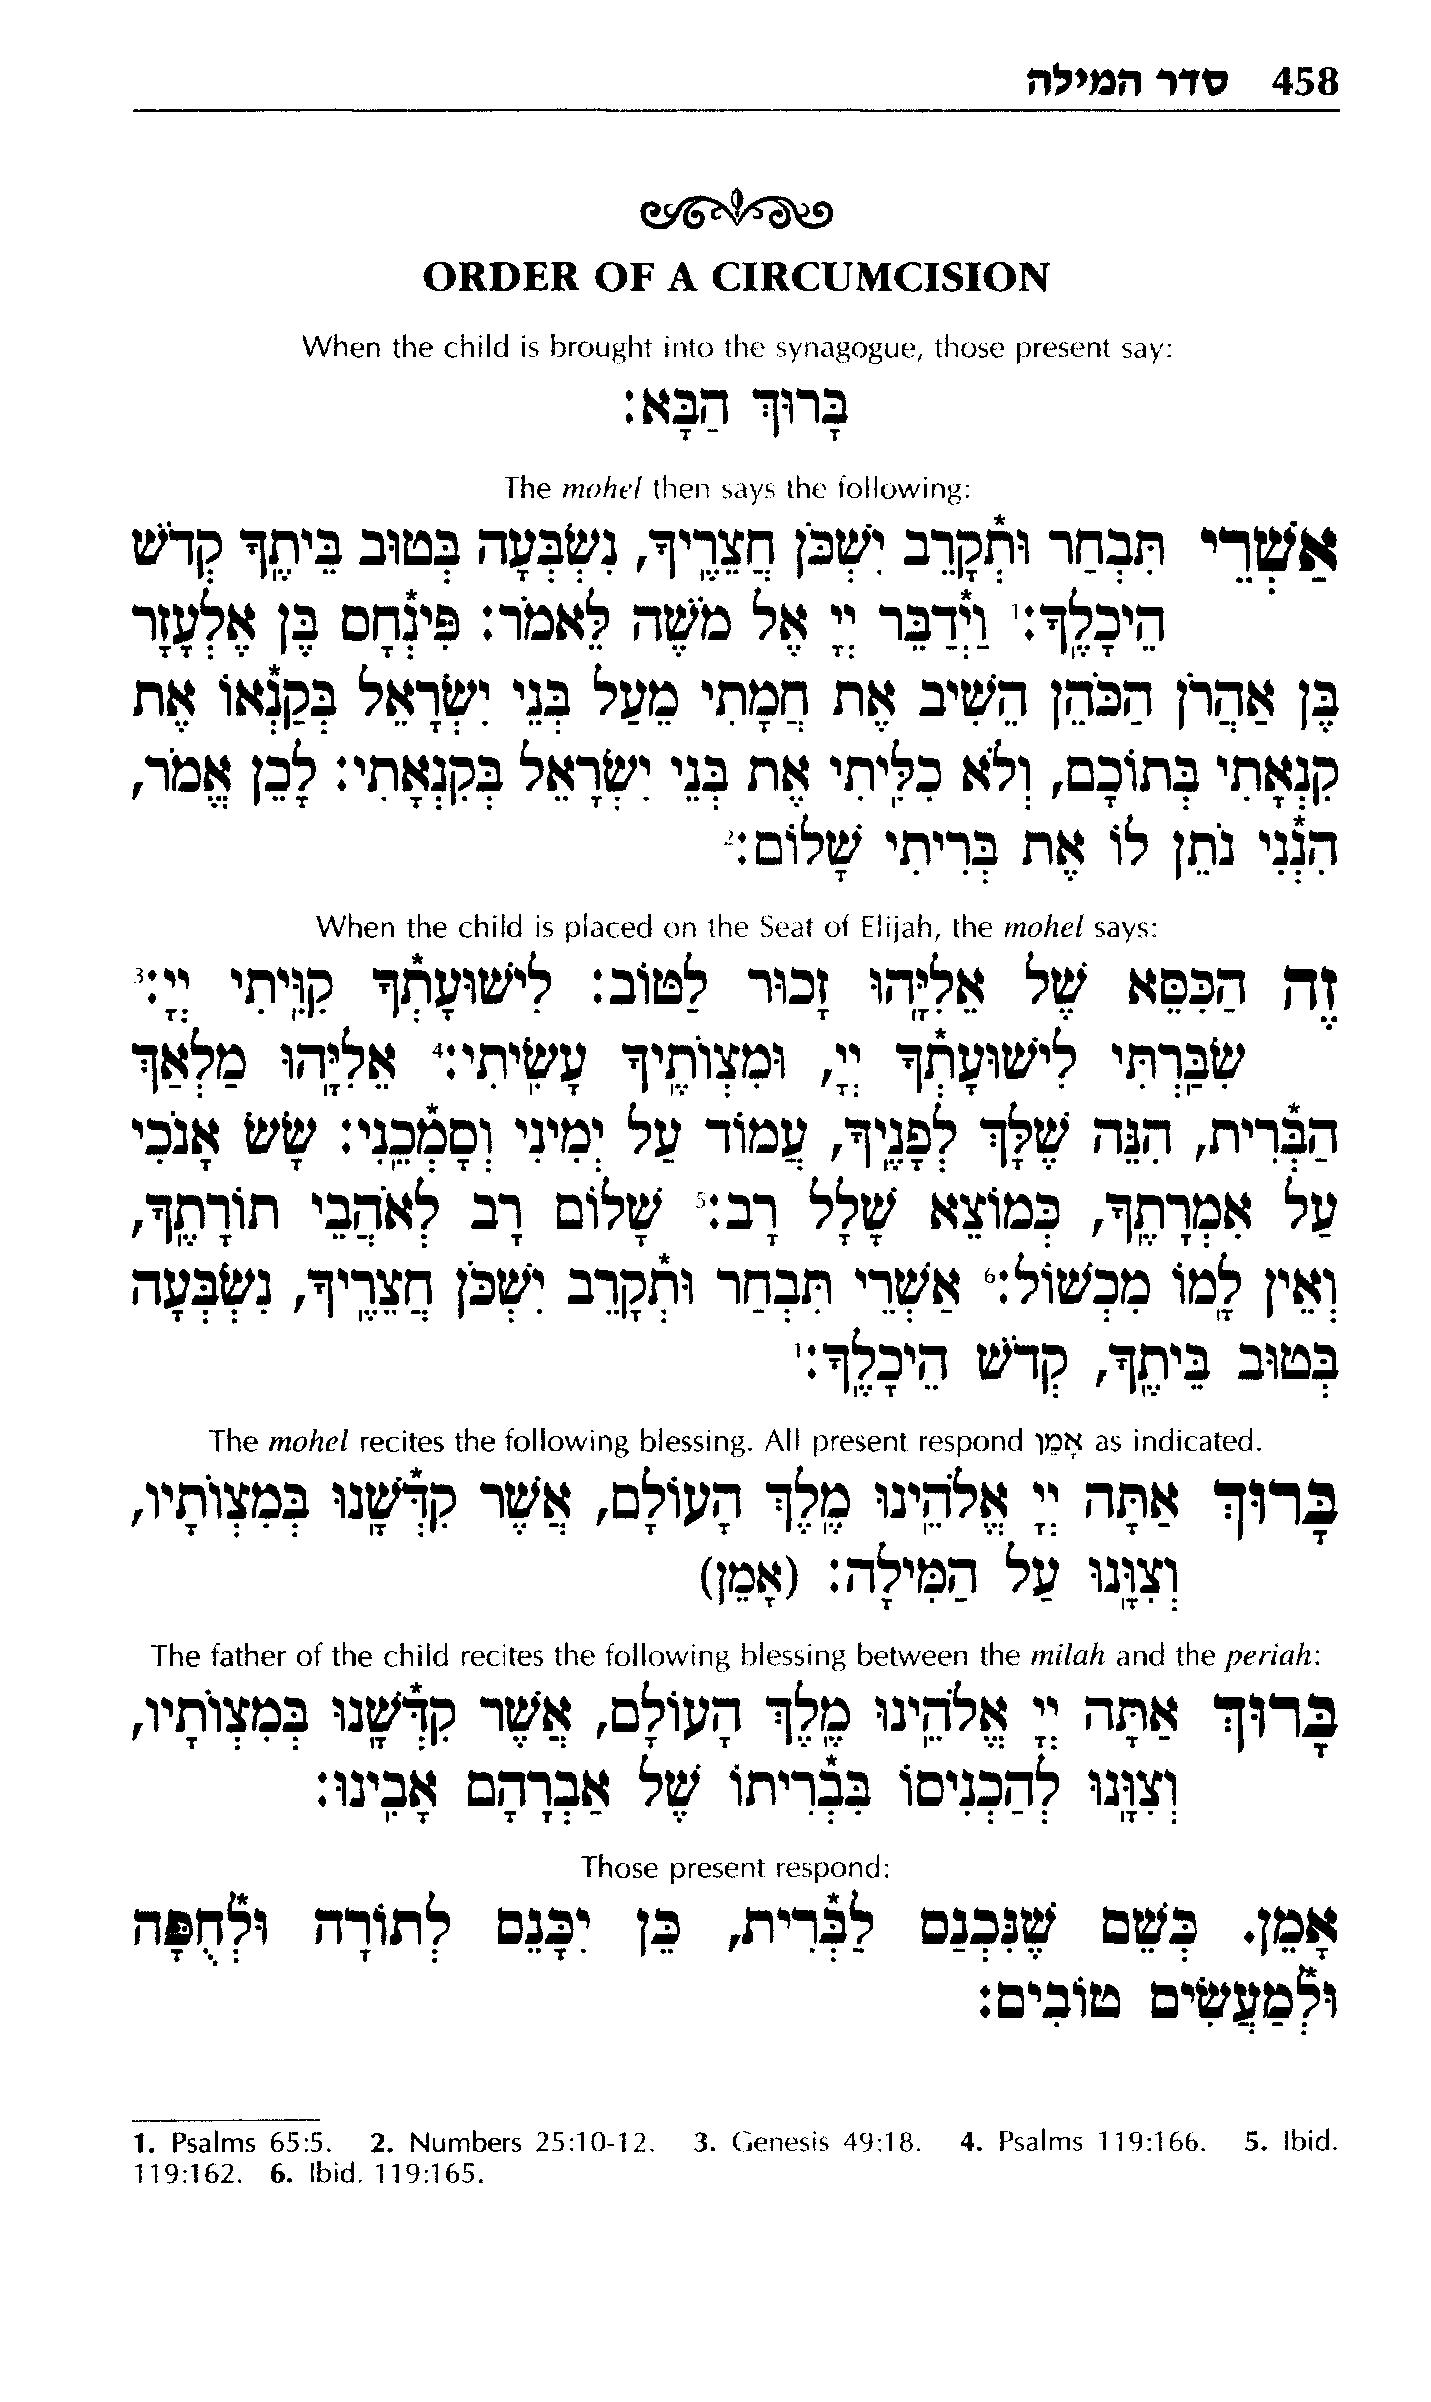 458 סדר המילה
ORDER OF A CIRCUMCISION
When the child is brought into the synagogue, those present say:
בָּרוּךְ הַבָּא:
The mohel then says the following:
אַשְׁרֵי תִּבְחַר וּתְ*קָרֵב יִשְׁכֹּן חֲצֵרֶֽיךָ, נִשְׂבְּעָה בְּטוּב בֵּיתֶֽךָ קְדֹשׁ
הֵיכָלֶֽךָ:1 וַיְ*דַבֵּר יְיָ אֶל מֹשֶׁה לֵּאמֹר: פִּינְ*חָס בֶּן אֶלְעָזָר
בֶּן אַהֲרֹן הַכֹּהֵן הֵשִׁיב אֶת חֲמָתִי מֵעַל בְּנֵי יִשְׂרָאֵל בְּקַנְ*אוֹ אֶת
קִנְאָתִי בְּתוֹכָם, וְלֹא כִלִּֽיתִי אֶת בְּנֵי יִשְׂרָאֵל בְּקִנְאָתִי: לָכֵן אֱמֹר,
הִנְ*נִי נֹתֵן לוֹ אֶת בְּרִיתִי שָׁלוֹם:2
When the child is placed on the Seat of Elijah, the mohel says:
זֶה הַכִּסֵּא שֶׁל אֵלִיָּֽהוּ זָכוּר לַטּוֹב: לִישׁוּעָתְ*ךָ קִוִּֽיתִי יְיָ:3
שִׂבַּֽרְתִּי לִישׁוּעָתְ*ךָ יְיָ, וּמִצְוֹתֶֽיךָ עָשִֽׂיתִי:4 אֵלִיָּֽהוּ מַלְאַךְ
הַבְּ*רִית, הִנֵּה שֶׁלָּךְ לְפָנֶֽיךָ, עֲמוֹד עַל יְמִינִי וְסָמְ*כֵֽנִי: שָׂשׂ אָנֹכִי
עַל אִמְרָתֶֽךָ, כְּמוֹצֵא שָׁלָל רָב:5 שָׁלוֹם רָב לְאֹהֲבֵי תוֹרָתֶֽךָ,
וְאֵין לָֽמוֹ מִכְשׁוֹל:6 אַשְׁרֵי תִּבְחַר וּתְ*קָרֵב יִשְׁכֹּן חֲצֵרֶֽיךָ, נִשְׂבְּעָה
בְּטוּב בֵּיתֶֽךָ, קְדֹשׁ הֵיכָלֶֽךָ:1
The mohel recites the following blessing. All present respond אָמֵן as indicated.
בָּרוּךְ אַתָּה יְיָ אֱלֹהֵֽינוּ מֶֽלֶךְ הָעוֹלָם, אֲשֶׁר קִדְּ*שָֽׁנוּ בְּמִצְוֹתָיו,
וְצִוָּֽנוּ עַל הַמִּילָה: (אָמֵן)
The father of the child recites the following blessing between the milah and the periah:
בָּרוּךְ אַתָּה יְיָ אֱלֹהֵֽינוּ מֶֽלֶךְ הָעוֹלָם, אֲשֶׁר קִדְּ*שָֽׁנוּ בְּמִצְוֹתָיו,
וְצִוָּֽנוּ לְהַכְנִיסוֹ בִּבְ*רִיתוֹ שֶׁל אַבְרָהָם אָבִֽינוּ:
Those present respond:
אָמֵן. כְּשֵׁם שֶׁנִּכְנַס לַבְּ*רִית, כֵּן יִכָּנֵס לְתוֹרָה וּלְ*חֻפָּה
וּלְ*מַעֲשִׂים טוֹבִים:
1. Psalms 65:5. 2. Numbers 25:10-12. 3. Genesis 49:18. 4. Psalms 119:166. 5. Ibid.
119:162. 6. Ibid. 119:165.